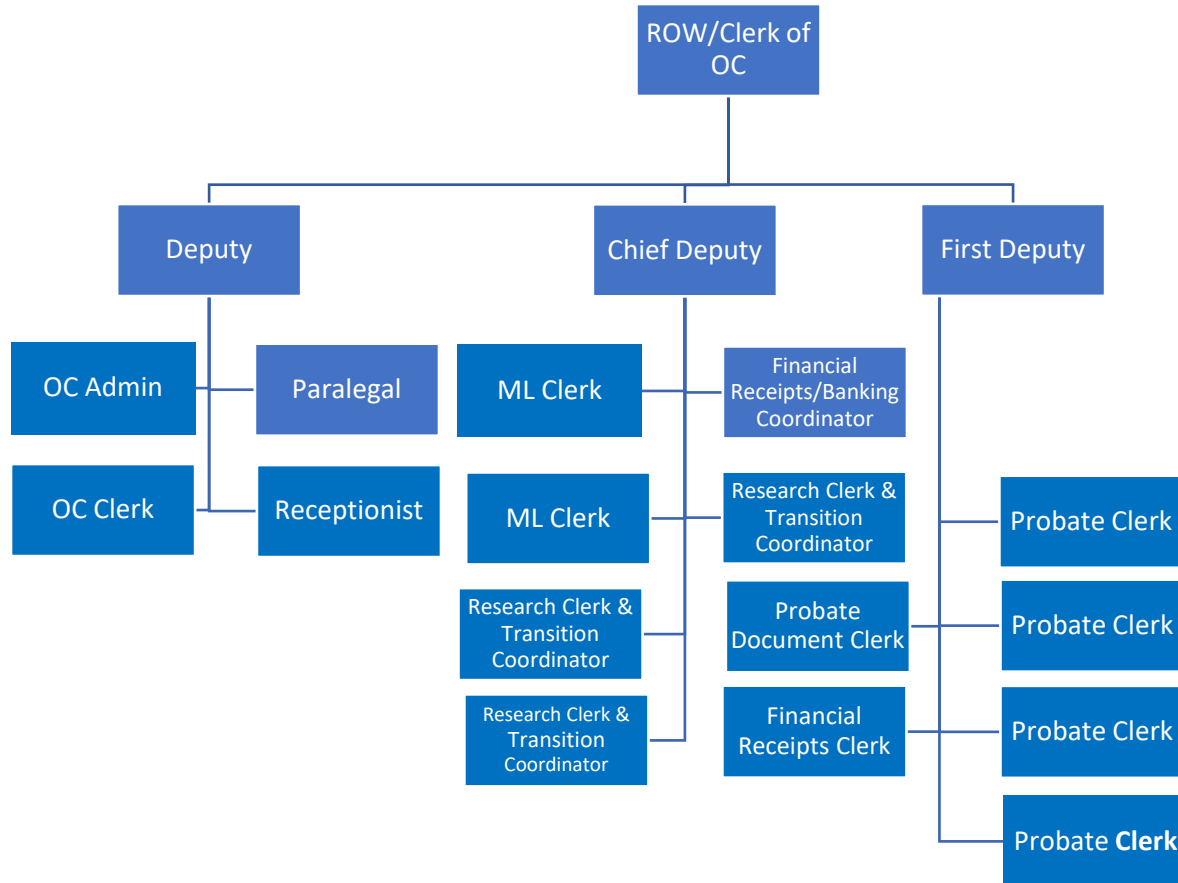 ROW/Clerk of
OC
Deputy
Chief Deputy
First Deputy
OC Admin
Paralegal
ML Clerk
Financial
Receipts/Banking
Coordinator
OC Clerk
Receptionist
ML Clerk
Research Clerk &
Transition
Coordinator
Probate Clerk
Research Clerk &
Transition
Coordinator
Probate
Document Clerk
Probate Clerk
Research Clerk &
Transition
Coordinator
Financial
Receipts Clerk
Probate Clerk
Probate Clerk